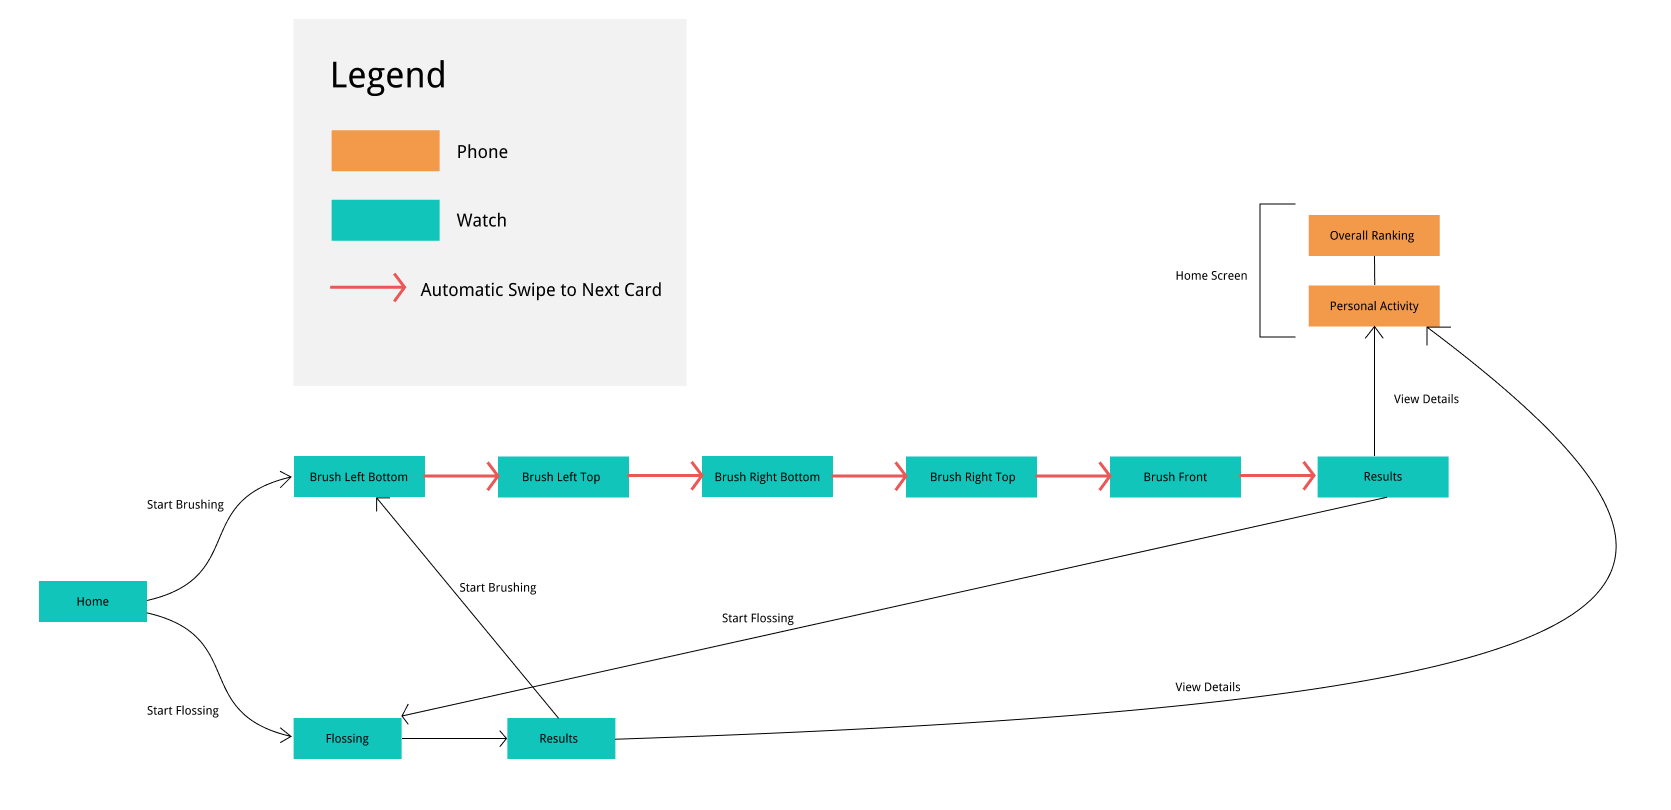 Legend
Phone
Watch
Automatic Swipe to Next Card
Overall Ranking
Home Screen
Personal Activity
View Details
Brush Left Bottom
Brush Left Top
Brush Right Bottom
Brush Right Top
Brush Front
Results
Start Brushing
Start Brushing
Home
Start Flossing
View Details
Start Flossing
Flossing
Results